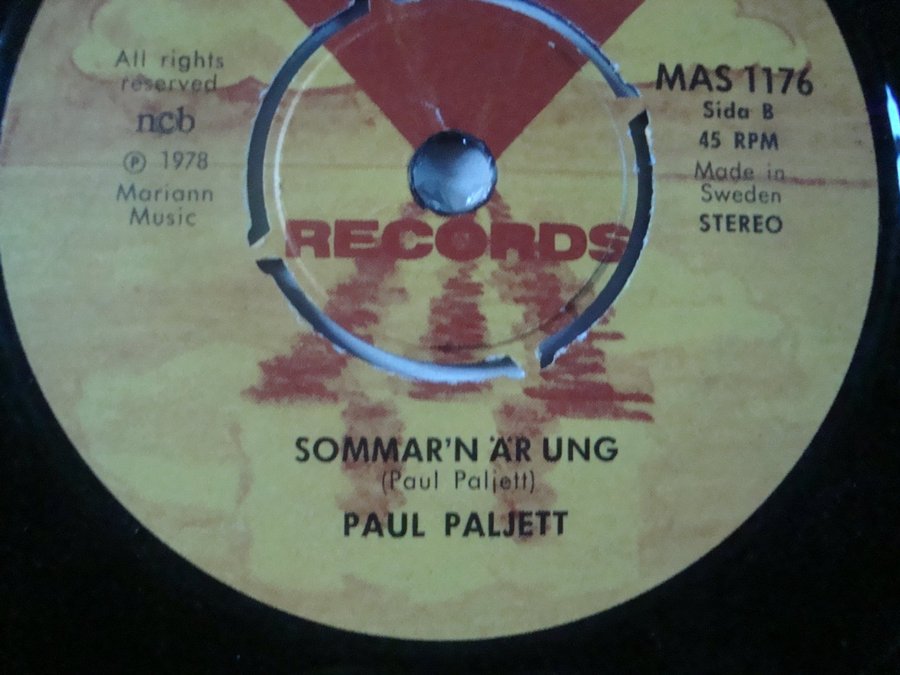 All rights
reserved
ncb
Ⓟ 1978
Mariann
Music
MAS 1176
Sida B
45 RPM
Made in
Sweden
STEREO
RECORDS
SOMMAR'N ÄR UNG
(Paul Paljett)
PAUL PALJETT